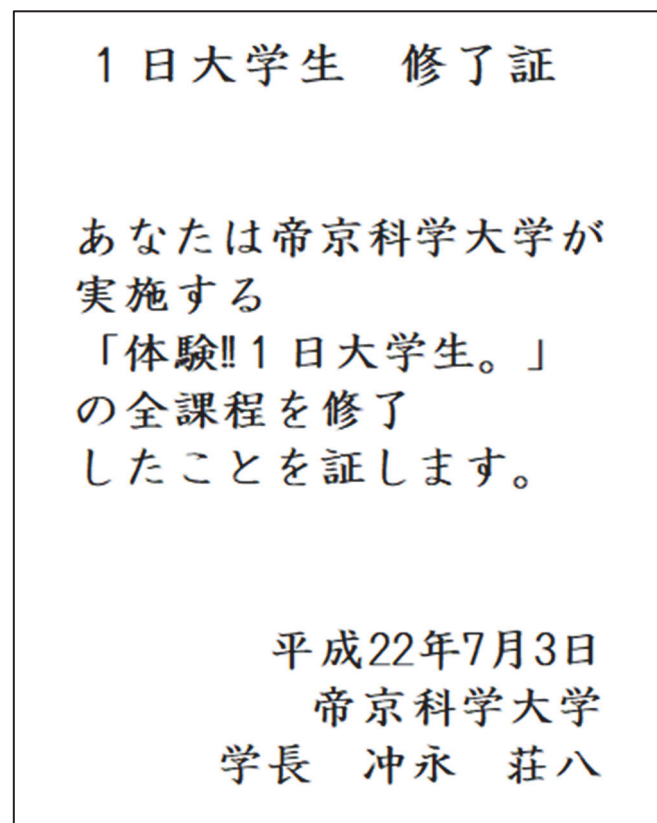 1日大学生　修了証
あなたは帝京科学大学が
実施する
「体験‼1日大学生。」
の全課程を修了
したことを証します。
平成22年7月3日
帝京科学大学
学長　冲永　荘八